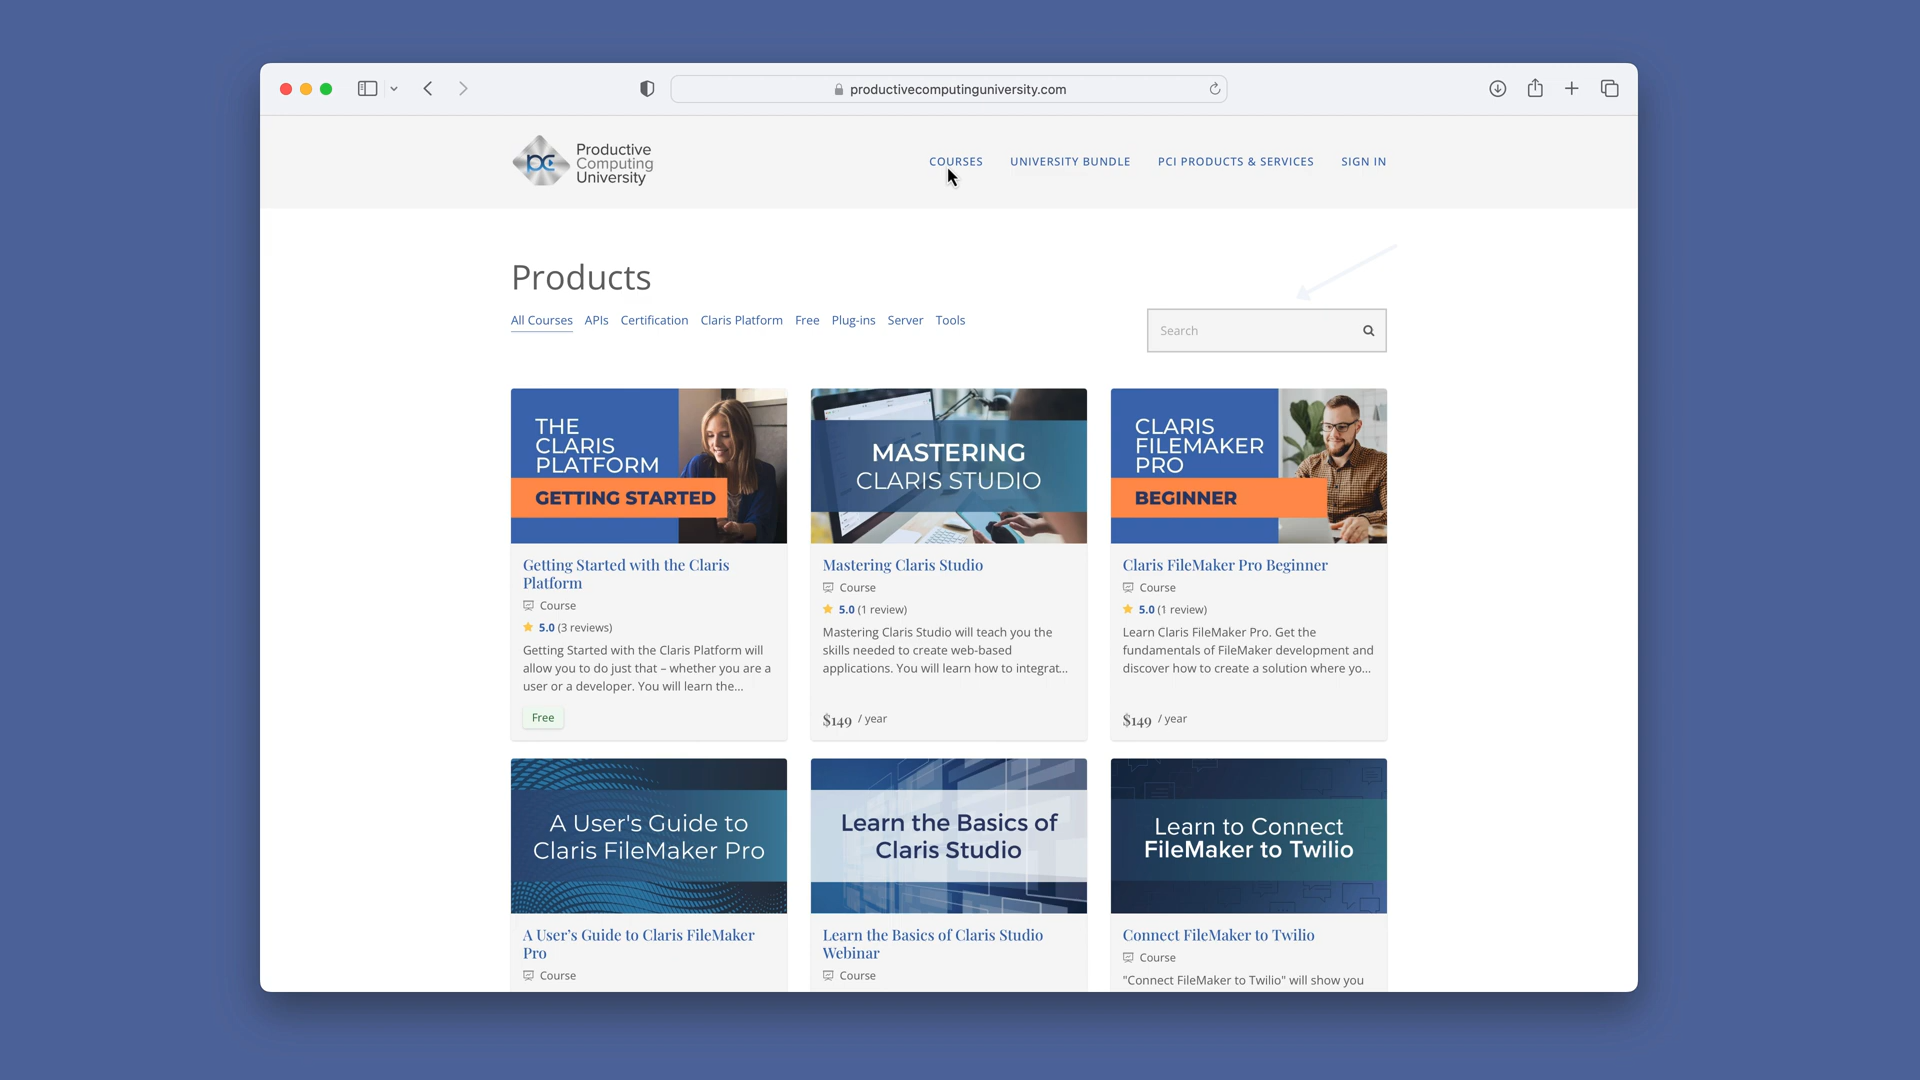 productivecomputinguniversity.com
pc
Productive
Computing
University
COURSES
UNIVERSITY BUNDLE
PCI PRODUCTS & SERVICES
SIGN IN
Products
All Courses
APIs
Certification
Claris Platform
Free
Plug-ins
Server
Tools
Search
THE
CLARIS
PLATFORM
GETTING STARTED
Getting Started with the Claris
Platform
Course
5.0 (3 reviews)
Getting Started with the Claris Platform will
allow you to do just that – whether you are a
user or a developer. You will learn the...
Free
MASTERING
CLARIS STUDIO
Mastering Claris Studio
Course
5.0 (1 review)
Mastering Claris Studio will teach you the
skills needed to create web-based
applications. You will learn how to integrat...
$149 / year
CLARIS
FILEMAKER
PRO
BEGINNER
Claris FileMaker Pro Beginner
Course
5.0 (1 review)
Learn Claris FileMaker Pro. Get the
fundamentals of FileMaker development and
discover how to create a solution where yo...
$149 / year
A User's Guide to
Claris FileMaker Pro
A User’s Guide to Claris FileMaker
Pro
Course
Learn the Basics of
Claris Studio
Learn the Basics of Claris Studio
Webinar
Course
Learn to Connect
FileMaker to Twilio
Connect FileMaker to Twilio
Course
"Connect FileMaker to Twilio" will show you